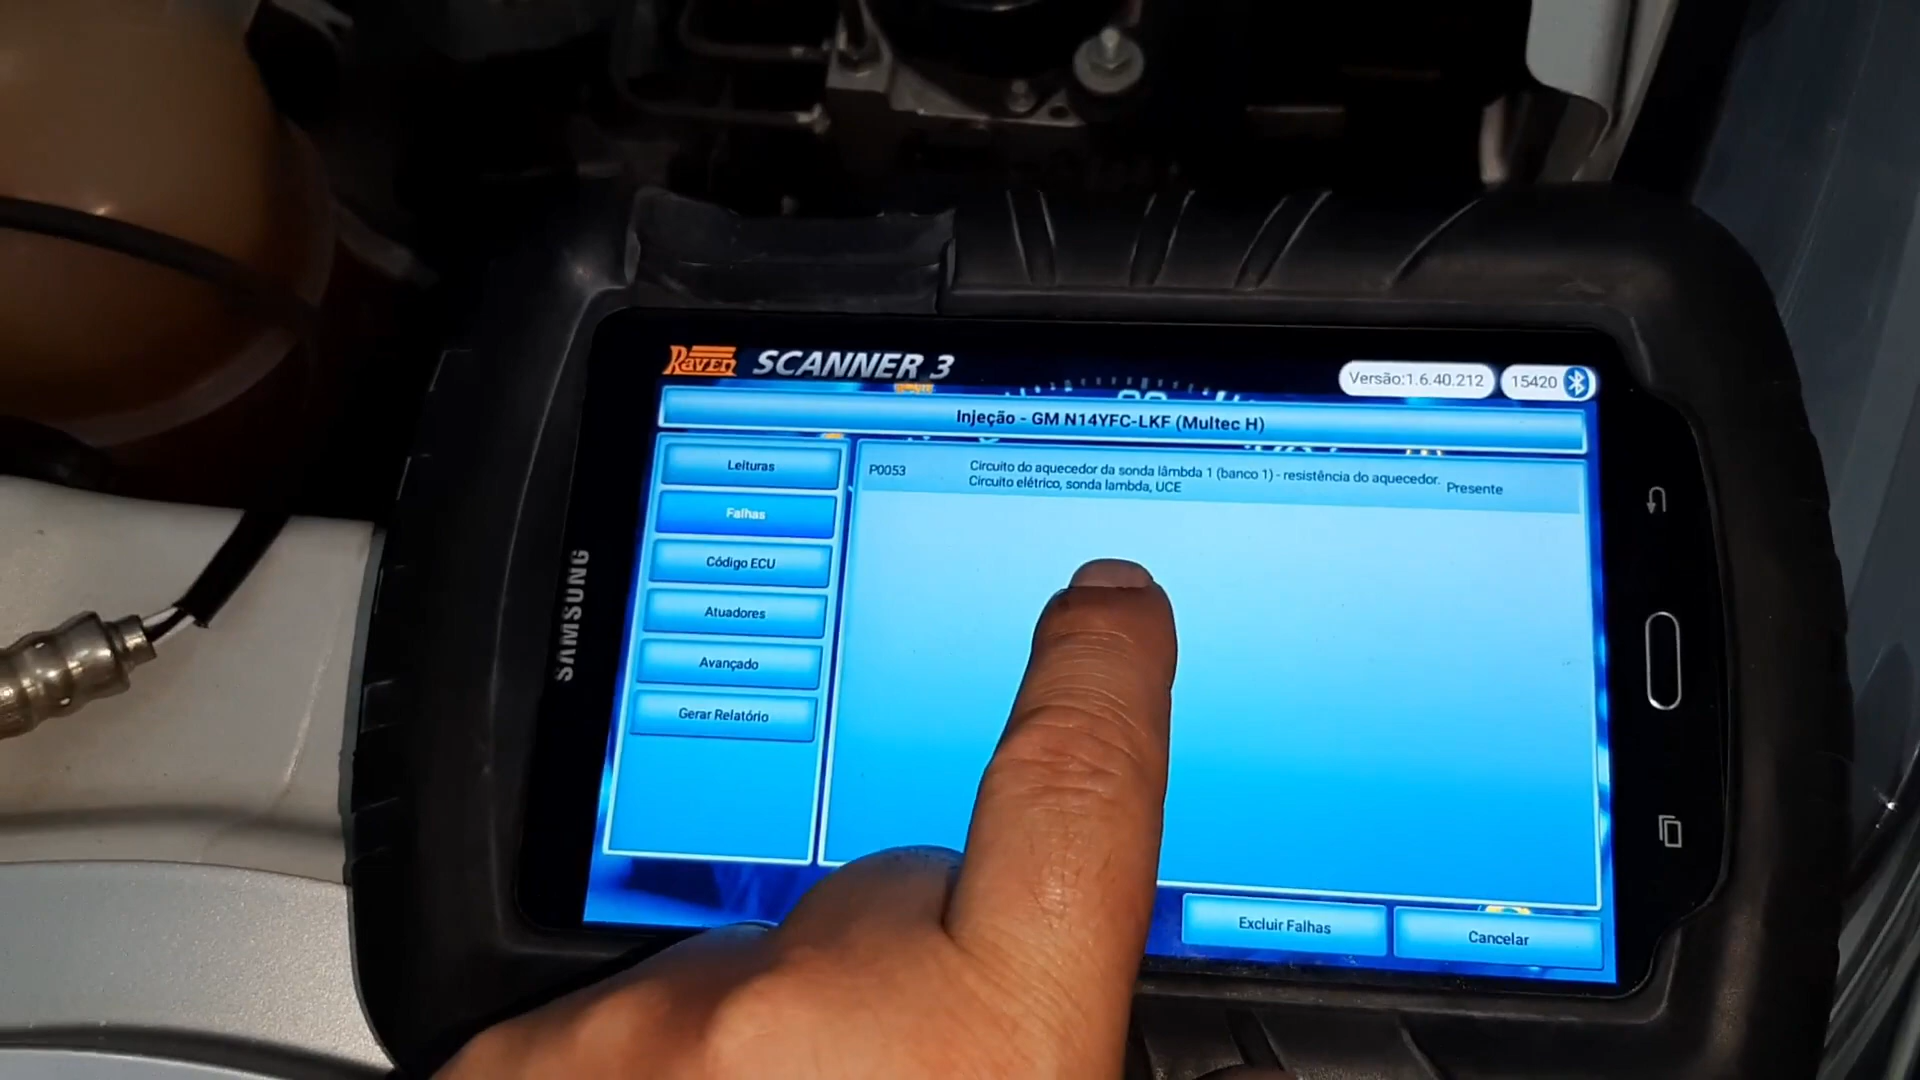 RAVEN SCANNER 3
Versão:1.6.40.212
15420
Injeção - GM N14YFC-LKF (Multec H)
Leituras
Falhas
Código ECU
Atuadores
Avançado
Gerar Relatório
P0053
Circuito do aquecedor da sonda lâmbda 1 (banco 1) - resistência do aquecedor.
Circuito elétrico, sonda lambda, UCE
Presente
Excluir Falhas
Cancelar
SAMSUNG